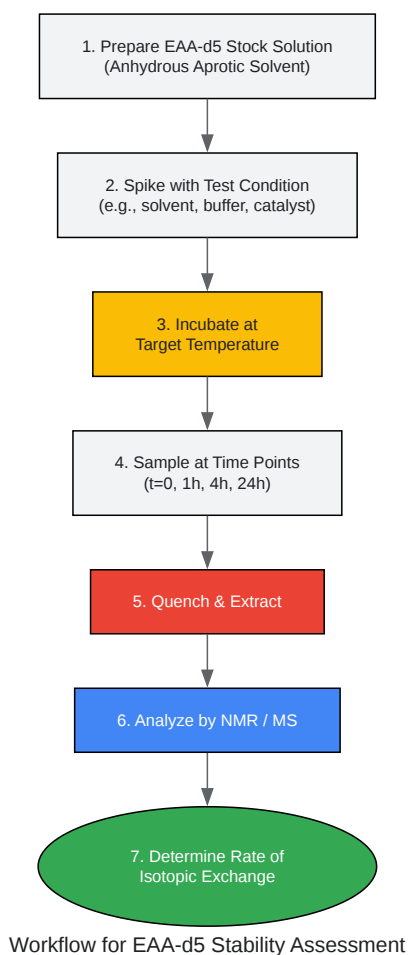 1. Prepare EAA-d5 Stock Solution
(Anhydrous Aprotic Solvent)
2. Spike with Test Condition
(e.g., solvent, buffer, catalyst)
3. Incubate at
Target Temperature
4. Sample at Time Points
(t=0, 1h, 4h, 24h)
5. Quench & Extract
6. Analyze by NMR / MS
7. Determine Rate of
Isotopic Exchange
Workflow for EAA-d5 Stability Assessment